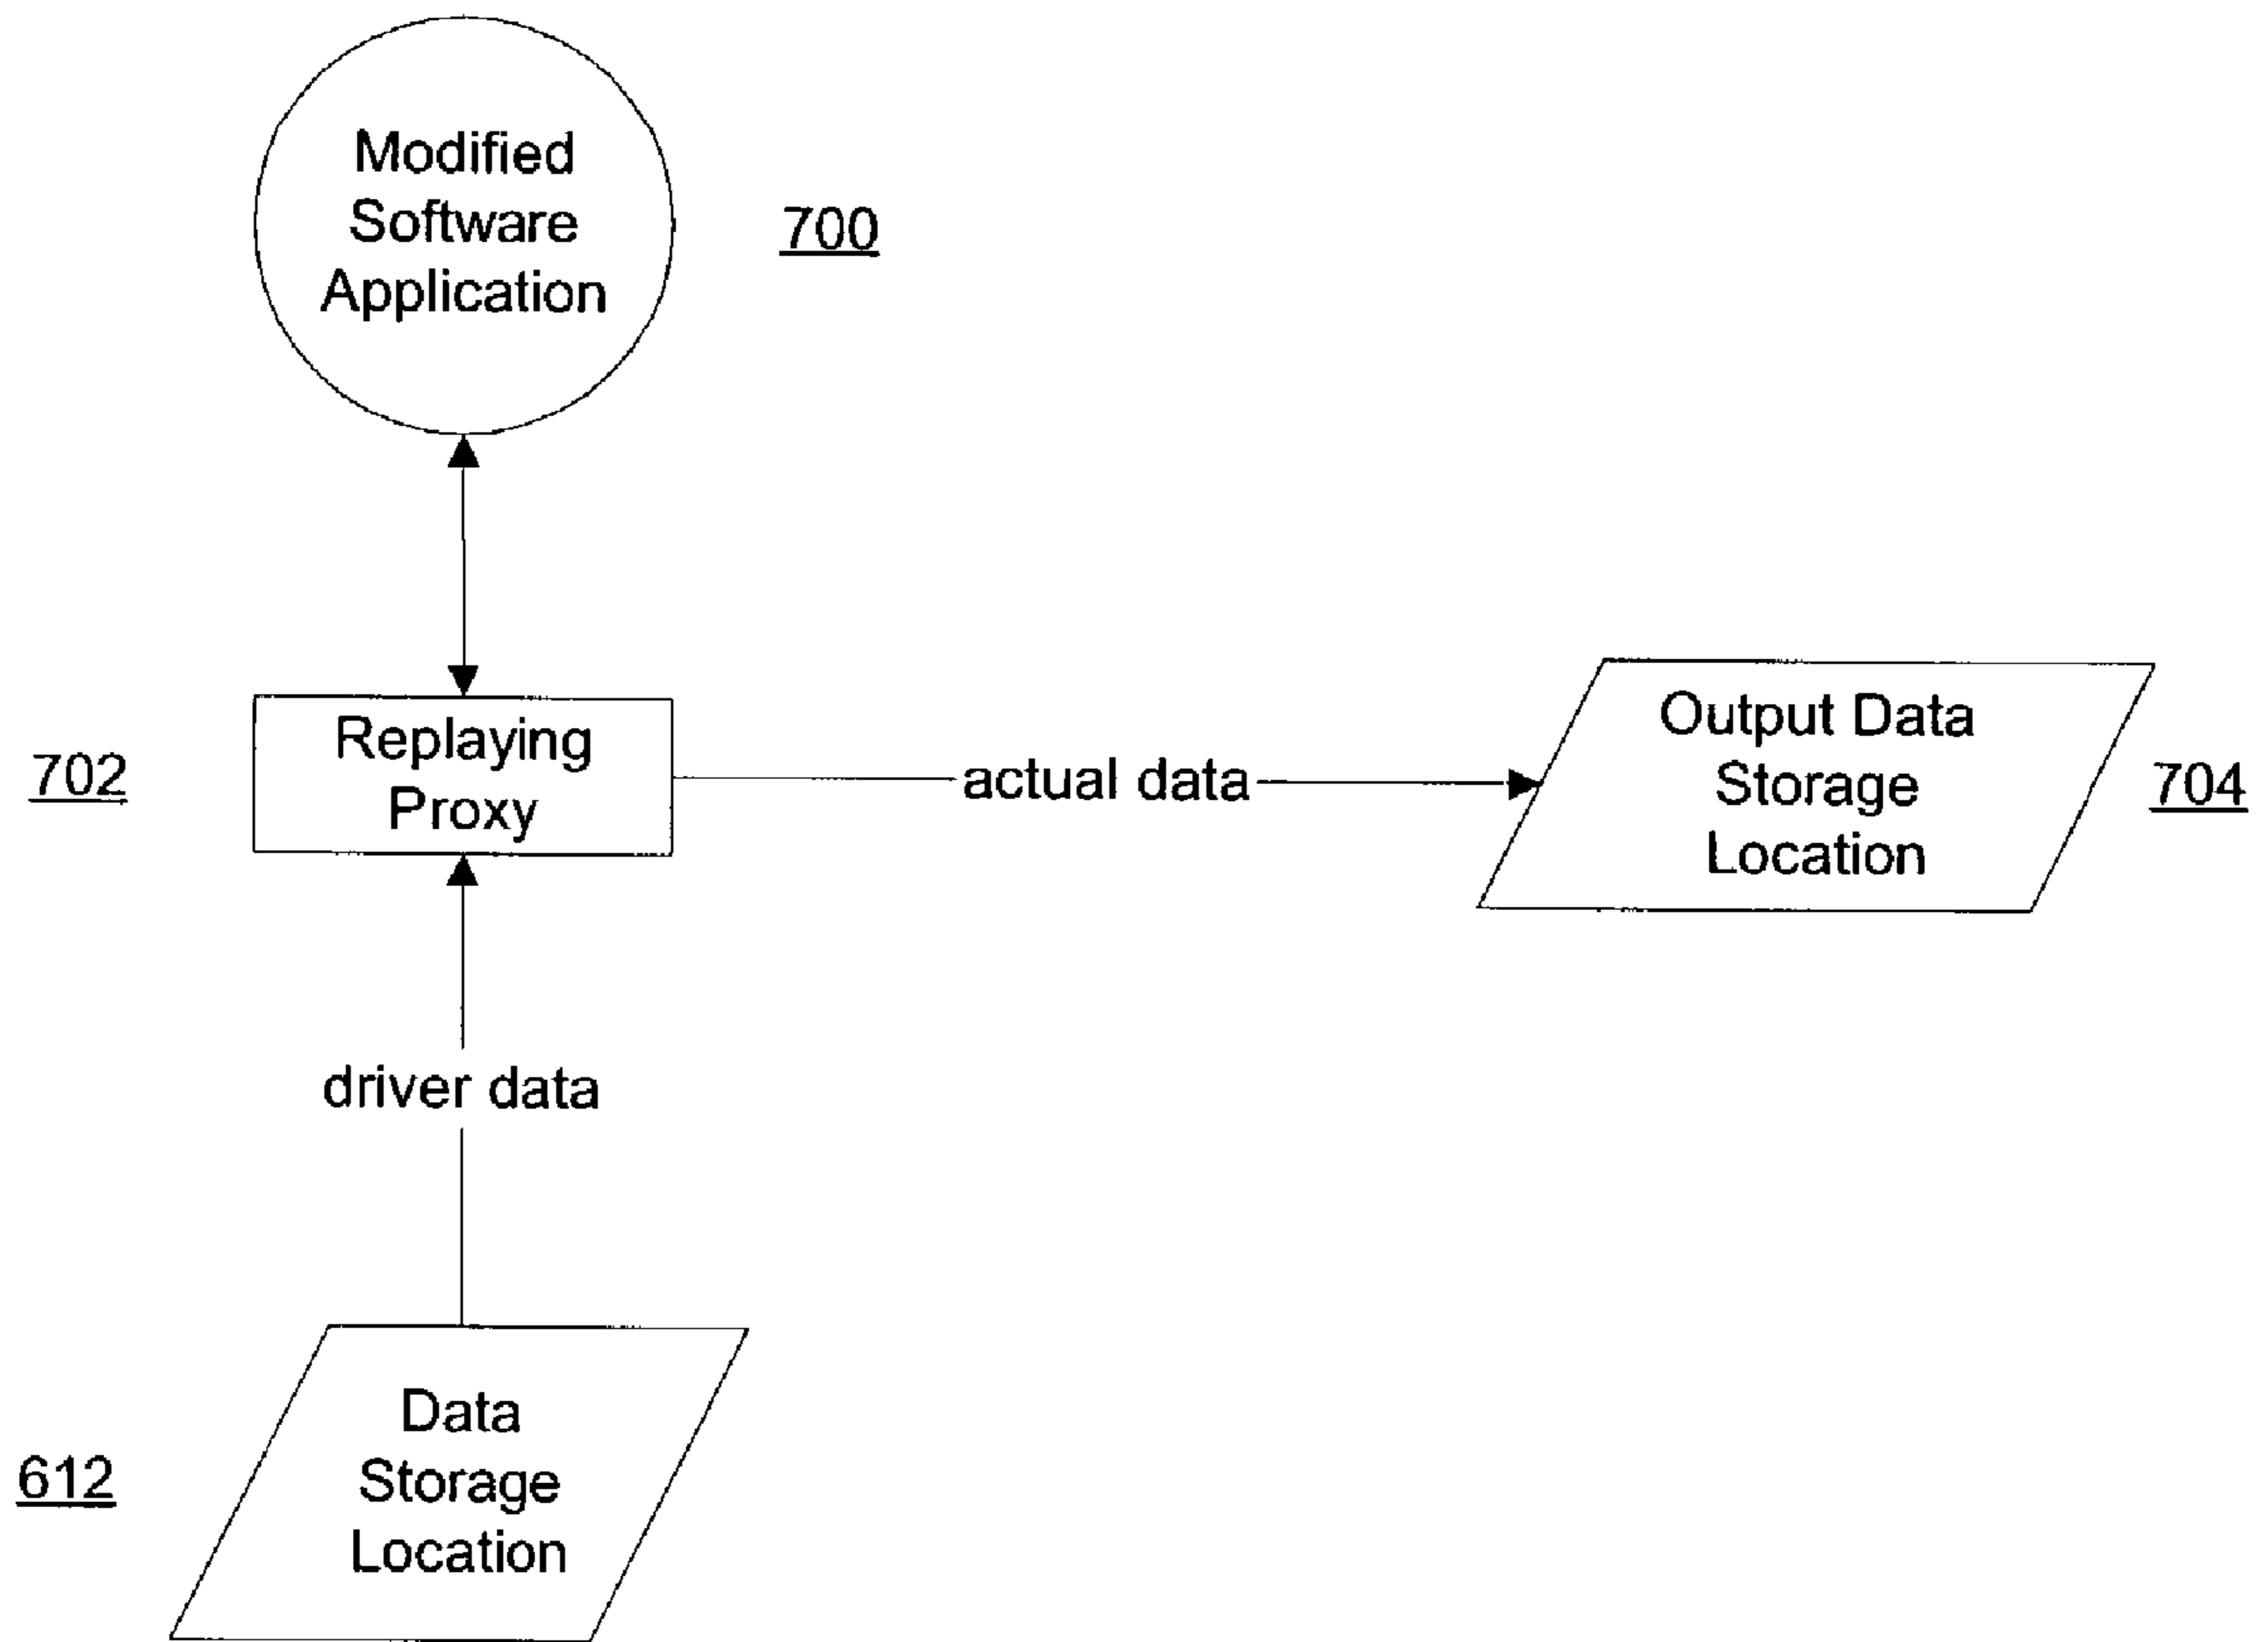 Modified
Software
Application
700
702
Replaying
Proxy
actual data
Output Data
Storage
Location
704
driver data
612
Data
Storage
Location